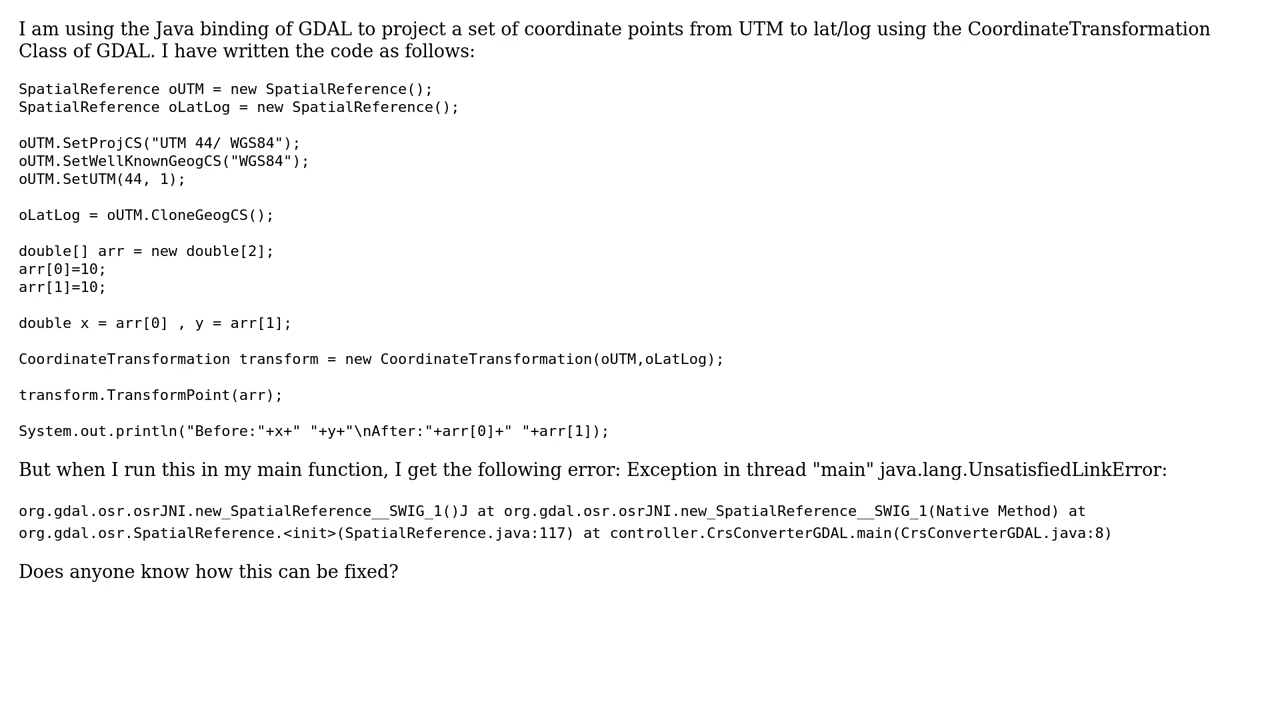 I am using the Java binding of GDAL to project a set of coordinate points from UTM to lat/log using the CoordinateTransformation
Class of GDAL. I have written the code as follows:
SpatialReference oUTM = new SpatialReference();
SpatialReference oLatLog = new SpatialReference();
oUTM.SetProjCS("UTM 44/ WGS84");
oUTM.SetWellKnownGeogCS("WGS84");
oUTM.SetUTM(44, 1);
oLatLog = oUTM.CloneGeogCS();
double[] arr = new double[2];
arr[0]=10;
arr[1]=10;
double x = arr[0] , y = arr[1];
CoordinateTransformation transform = new CoordinateTransformation(oUTM,oLatLog);
transform.TransformPoint(arr);
System.out.println("Before:"+x+" "+y+"\nAfter:"+arr[0]+" "+arr[1]);
But when I run this in my main function, I get the following error: Exception in thread "main" java.lang.UnsatisfiedLinkError:
org.gdal.osr.osrJNI.new_SpatialReference__SWIG_1()J at org.gdal.osr.osrJNI.new_SpatialReference__SWIG_1(Native Method) at
org.gdal.osr.SpatialReference.<init>(SpatialReference.java:117) at controller.CrsConverterGDAL.main(CrsConverterGDAL.java:8)
Does anyone know how this can be fixed?